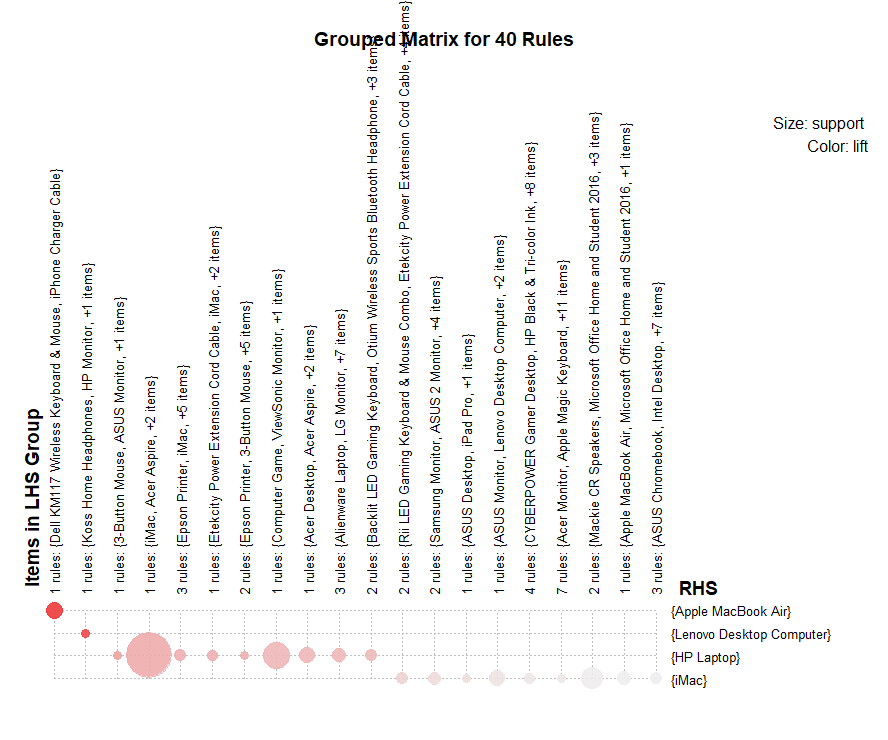 Grouped Matrix for 40 Rules
Size: support
Color: lift
Items in LHS Group
1 rules: {Dell KM117 Wireless Keyboard & Mouse, iPhone Charger Cable}
1 rules: {Koss Home Headphones, HP Monitor, +1 items}
1 rules: {3-Button Mouse, ASUS Monitor, +1 items}
1 rules: {iMac, Acer Aspire, +2 items}
3 rules: {Epson Printer, iMac, +5 items}
1 rules: {Etekcity Power Extension Cord Cable, iMac, +2 items}
2 rules: {Epson Printer, 3-Button Mouse, +5 items}
1 rules: {Computer Game, ViewSonic Monitor, +1 items}
1 rules: {Acer Desktop, Acer Aspire, +2 items}
3 rules: {Alienware Laptop, LG Monitor, +7 items}
2 rules: {Backlit LED Gaming Keyboard, Otium Wireless Sports Bluetooth Headphone, +3 items}
2 rules: {Rii LED Gaming Keyboard & Mouse Combo, Etekcity Power Extension Cord Cable, items}
2 rules: {Samsung Monitor, ASUS 2 Monitor, +4 items}
1 rules: {ASUS Desktop, iPad Pro, +1 items}
1 rules: {ASUS Monitor, Lenovo Desktop Computer, +2 items}
4 rules: {CYBERPOWER Gamer Desktop, HP Black & Tri-color Ink, +8 items}
7 rules: {Acer Monitor, Apple Magic Keyboard, +11 items}
2 rules: {Mackie CR Speakers, Microsoft Office Home and Student 2016, +3 items}
1 rules: {Apple MacBook Air, Microsoft Office Home and Student 2016, +1 items}
3 rules: {ASUS Chromebook, Intel Desktop, +7 items}
RHS
{Apple MacBook Air}
{Lenovo Desktop Computer}
{HP Laptop}
{iMac}